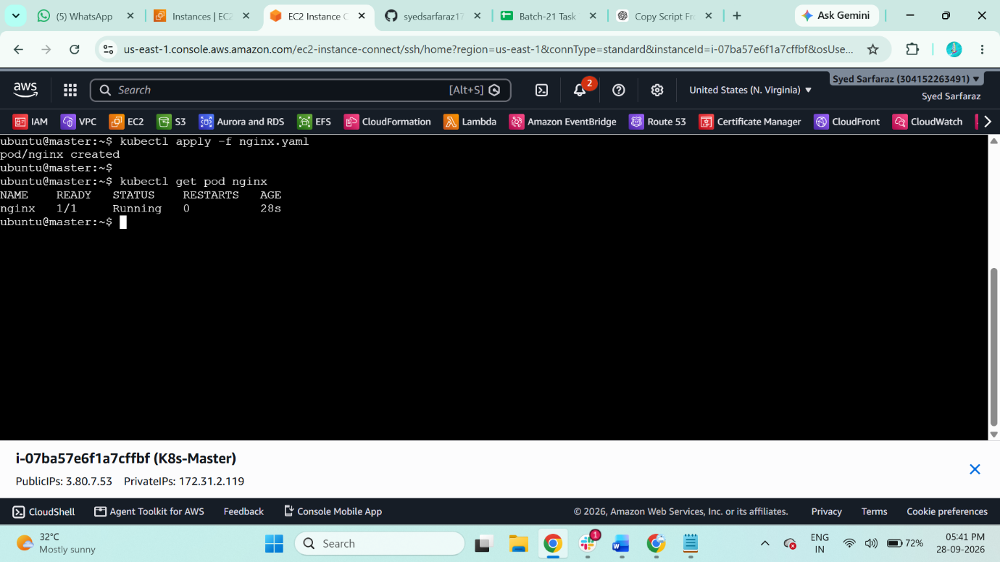 (5) WhatsApp
Instances | EC2
EC2 Instance C
syedsarfaraz17
Batch-21 Task
Copy Script Fro
Ask Gemini
us-east-1.console.aws.amazon.com/ec2-instance-connect/ssh/home?region=us-east-1&connType=standard&instanceId=i-07ba57e6f1a7cffbf&osUse...
aws
Search
[Alt+S]
2
United States (N. Virginia)
Syed Sarfaraz (304152263491)
Syed Sarfaraz
IAM
VPC
EC2
S3
Aurora and RDS
EFS
CloudFormation
Lambda
Amazon EventBridge
Route 53
Certificate Manager
CloudFront
CloudWatch
ubuntu@master:~$ kubectl apply -f nginx.yaml
pod/nginx created
ubuntu@master:~$
ubuntu@master:~$ kubectl get pod nginx
NAME    READY   STATUS    RESTARTS   AGE
nginx   1/1     Running   0          28s
ubuntu@master:~$
i-07ba57e6f1a7cffbf (K8s-Master)
PublicIPs: 3.80.7.53    PrivateIPs: 172.31.2.119
CloudShell
Agent Toolkit for AWS
Feedback
Console Mobile App
© 2026, Amazon Web Services, Inc. or its affiliates.
Privacy
Terms
Cookie preferences
32°C
Mostly sunny
Search
1
ENG
IN
72%
05:41 PM
28-09-2026